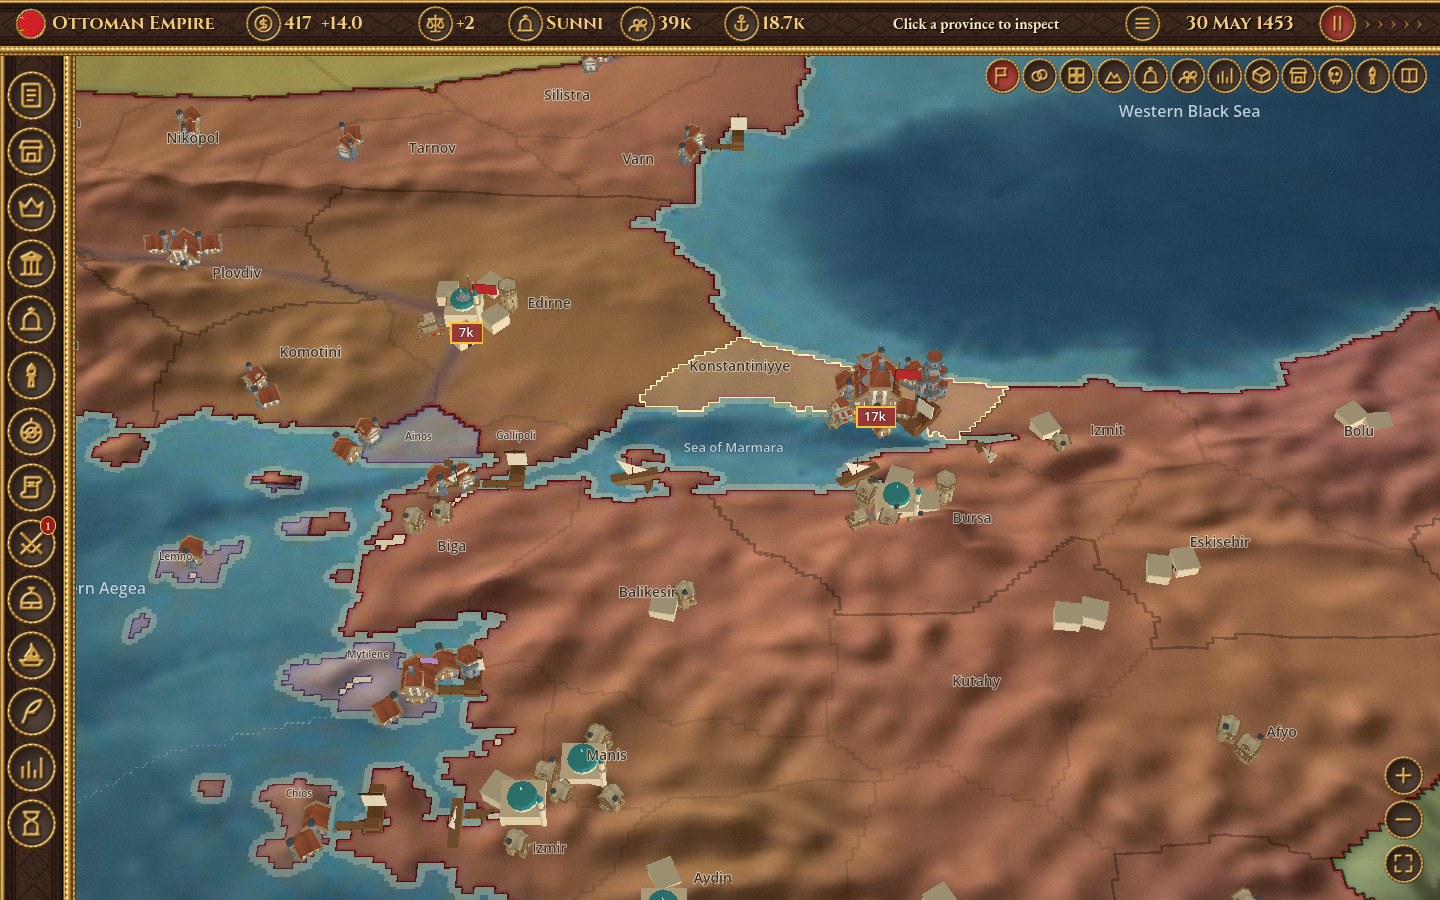 OTTOMAN EMPIRE
417 +14.0
+2
SUNNI
39K
18.7K
Click a province to inspect
30 MAY 1453
Western Black Sea
Silistra
Nikopol
Tarnov
Varn
Plovdiv
Edirne
7k
Komotini
Konstantiniyye
17k
Ainos
Gallipoli
Sea of Marmara
Izmit
Bolu
Bursa
Biga
Eskisehir
1
Lemno
rn Aegea
Balikesir
Mytilene
Kutahy
Afyo
Manis
Chios
Izmir
Aydin